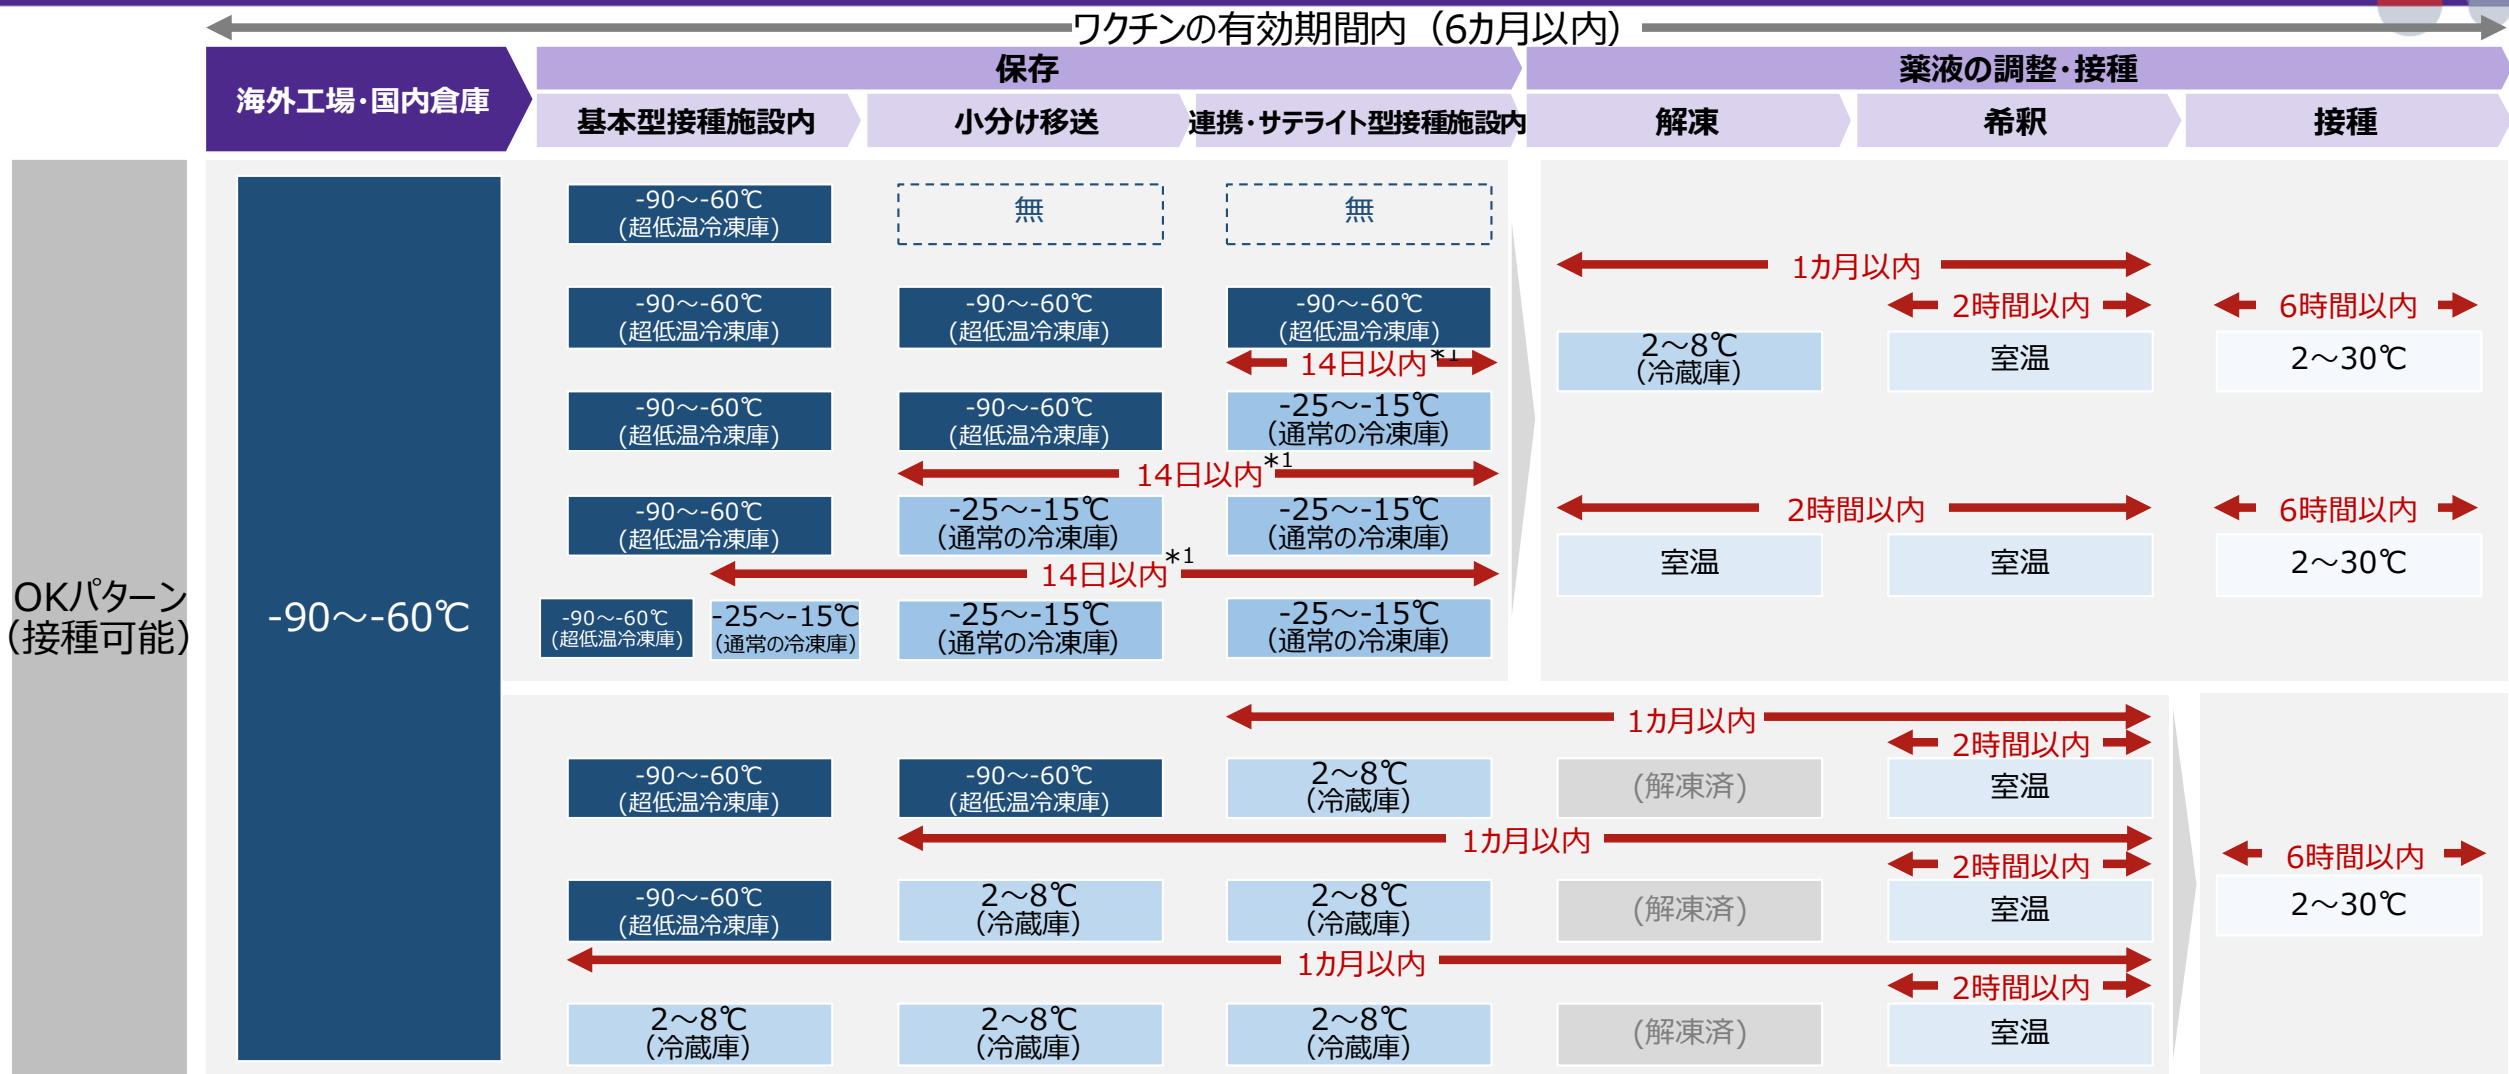 ワクチンの有効期間内（6カ月以内）
海外工場・国内倉庫
保存
薬液の調整・接種
基本型接種施設内
小分け移送
連携・サテライト型接種施設内
解凍
希釈
接種
OKパターン
（接種可能）
-90～-60℃
-90～-60℃
(超低温冷凍庫)
無
無
-90～-60℃
(超低温冷凍庫)
-90～-60℃
(超低温冷凍庫)
-90～-60℃
(超低温冷凍庫)
14日以内*1
-90～-60℃
(超低温冷凍庫)
-90～-60℃
(超低温冷凍庫)
-25～-15℃
（通常の冷凍庫）
14日以内*1
-90～-60℃
(超低温冷凍庫)
-25～-15℃
（通常の冷凍庫）
-25～-15℃
（通常の冷凍庫）
14日以内*1
-90～-60℃
(超低温冷凍庫)
-25～-15℃
（通常の冷凍庫）
-25～-15℃
（通常の冷凍庫）
-25～-15℃
（通常の冷凍庫）
1カ月以内
2時間以内
6時間以内
2～8℃
（冷蔵庫）
室温
2～30℃
2時間以内
6時間以内
室温
室温
2～30℃
1カ月以内
2時間以内
-90～-60℃
(超低温冷凍庫)
-90～-60℃
(超低温冷凍庫)
2～8℃
（冷蔵庫）
(解凍済)
室温
1カ月以内
2時間以内
-90～-60℃
(超低温冷凍庫)
2～8℃
（冷蔵庫）
2～8℃
（冷蔵庫）
(解凍済)
室温
1カ月以内
2時間以内
2～8℃
（冷蔵庫）
2～8℃
（冷蔵庫）
2～8℃
（冷蔵庫）
(解凍済)
室温
6時間以内
2～30℃